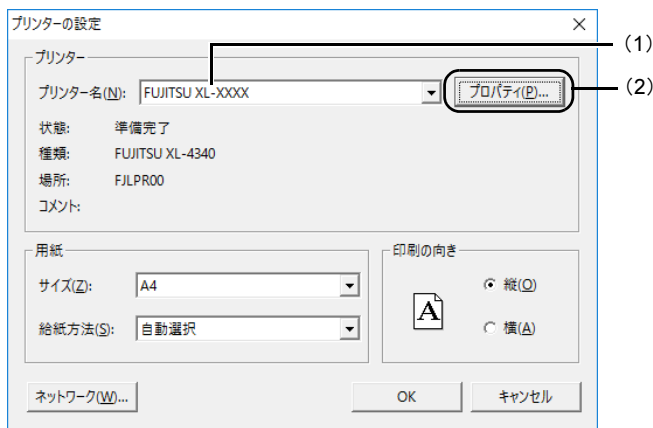 プリンターの設定
プリンター
(1)
プリンター名(N): FUJITSU XL-XXXX プロパティ(P)...
(2)
状態: 準備完了
種類: FUJITSU XL-4340
場所: FJLPR00
コメント:
用紙
サイズ(Z): A4
給紙方法(S): 自動選択
印刷の向き
A
縦(O)
横(A)
ネットワーク(W)... OK キャンセル